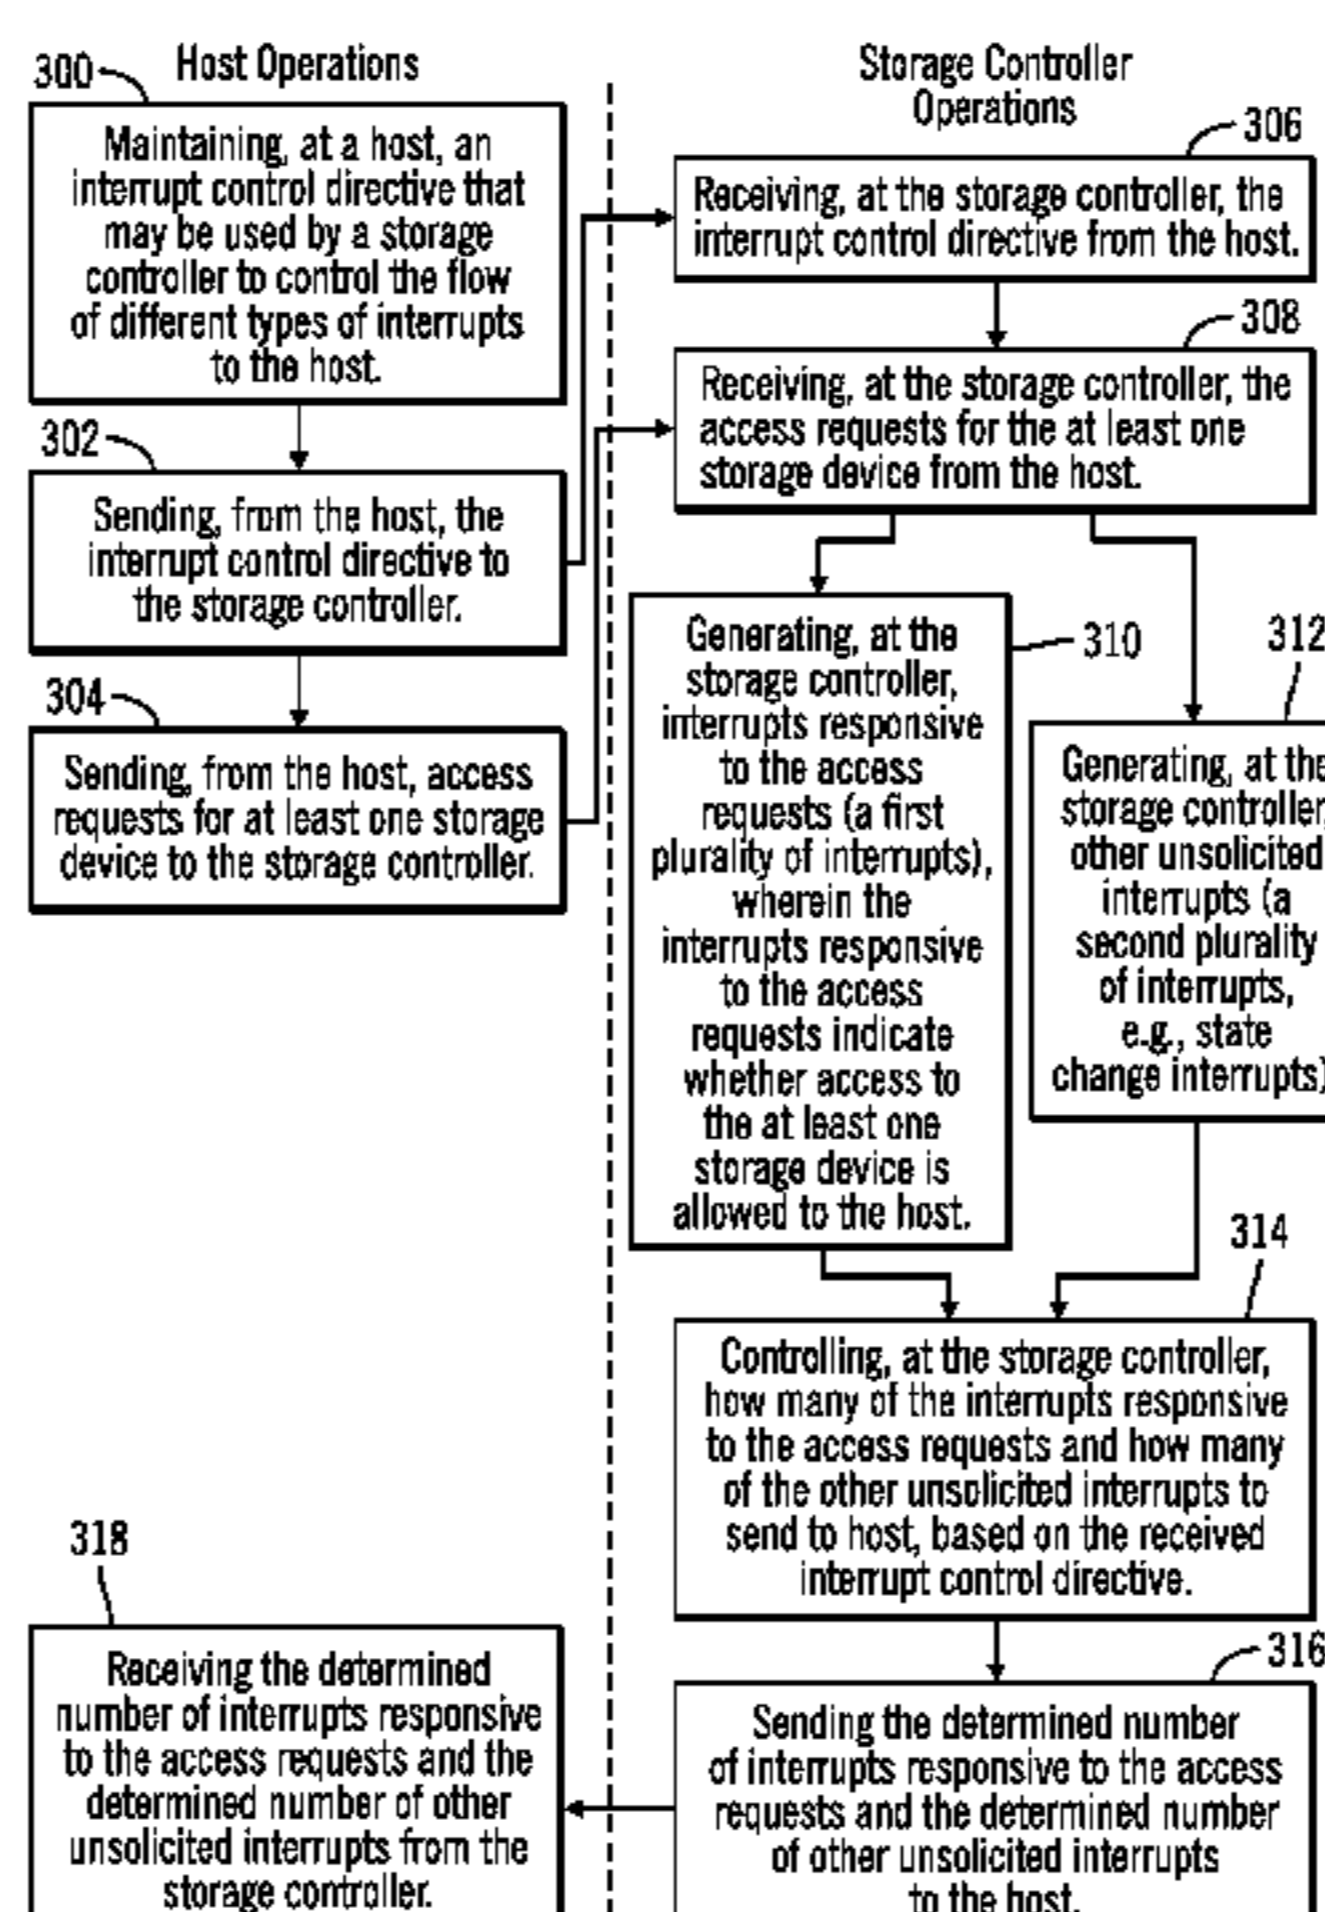 Host Operations
300
Maintaining, at a host, an
interrupt control directive that
may be used by a storage
controller to control the flow
of different types of interrupts
to the host.
302
Sending, from the host, the
interrupt control directive to
the storage controller.
304
Sending, from the host, access
requests for at least one storage
device to the storage controller.
Storage Controller
Operations
306
Receiving, at the storage controller, the
interrupt control directive from the host.
308
Receiving, at the storage controller, the
access requests for the at least one
storage device from the host.
310
Generating, at the
storage controller,
interrupts responsive
to the access
requests (a first
plurality of interrupts),
wherein the
interrupts responsive
to the access
requests indicate
whether access to
the at least one
storage device is
allowed to the host.
312
Generating, at the
storage controller,
other unsolicited
interrupts (a
second plurality
of interrupts,
e.g., state
change interrupts)
314
Controlling, at the storage controller,
how many of the interrupts responsive
to the access requests and how many
of the other unsolicited interrupts to
send to host, based on the received
interrupt control directive.
316
Sending the determined number
of interrupts responsive to the access
requests and the determined number
of other unsolicited interrupts
to the host.
318
Receiving the determined
number of interrupts responsive
to the access requests and the
determined number of other
unsolicited interrupts from the
storage controller.